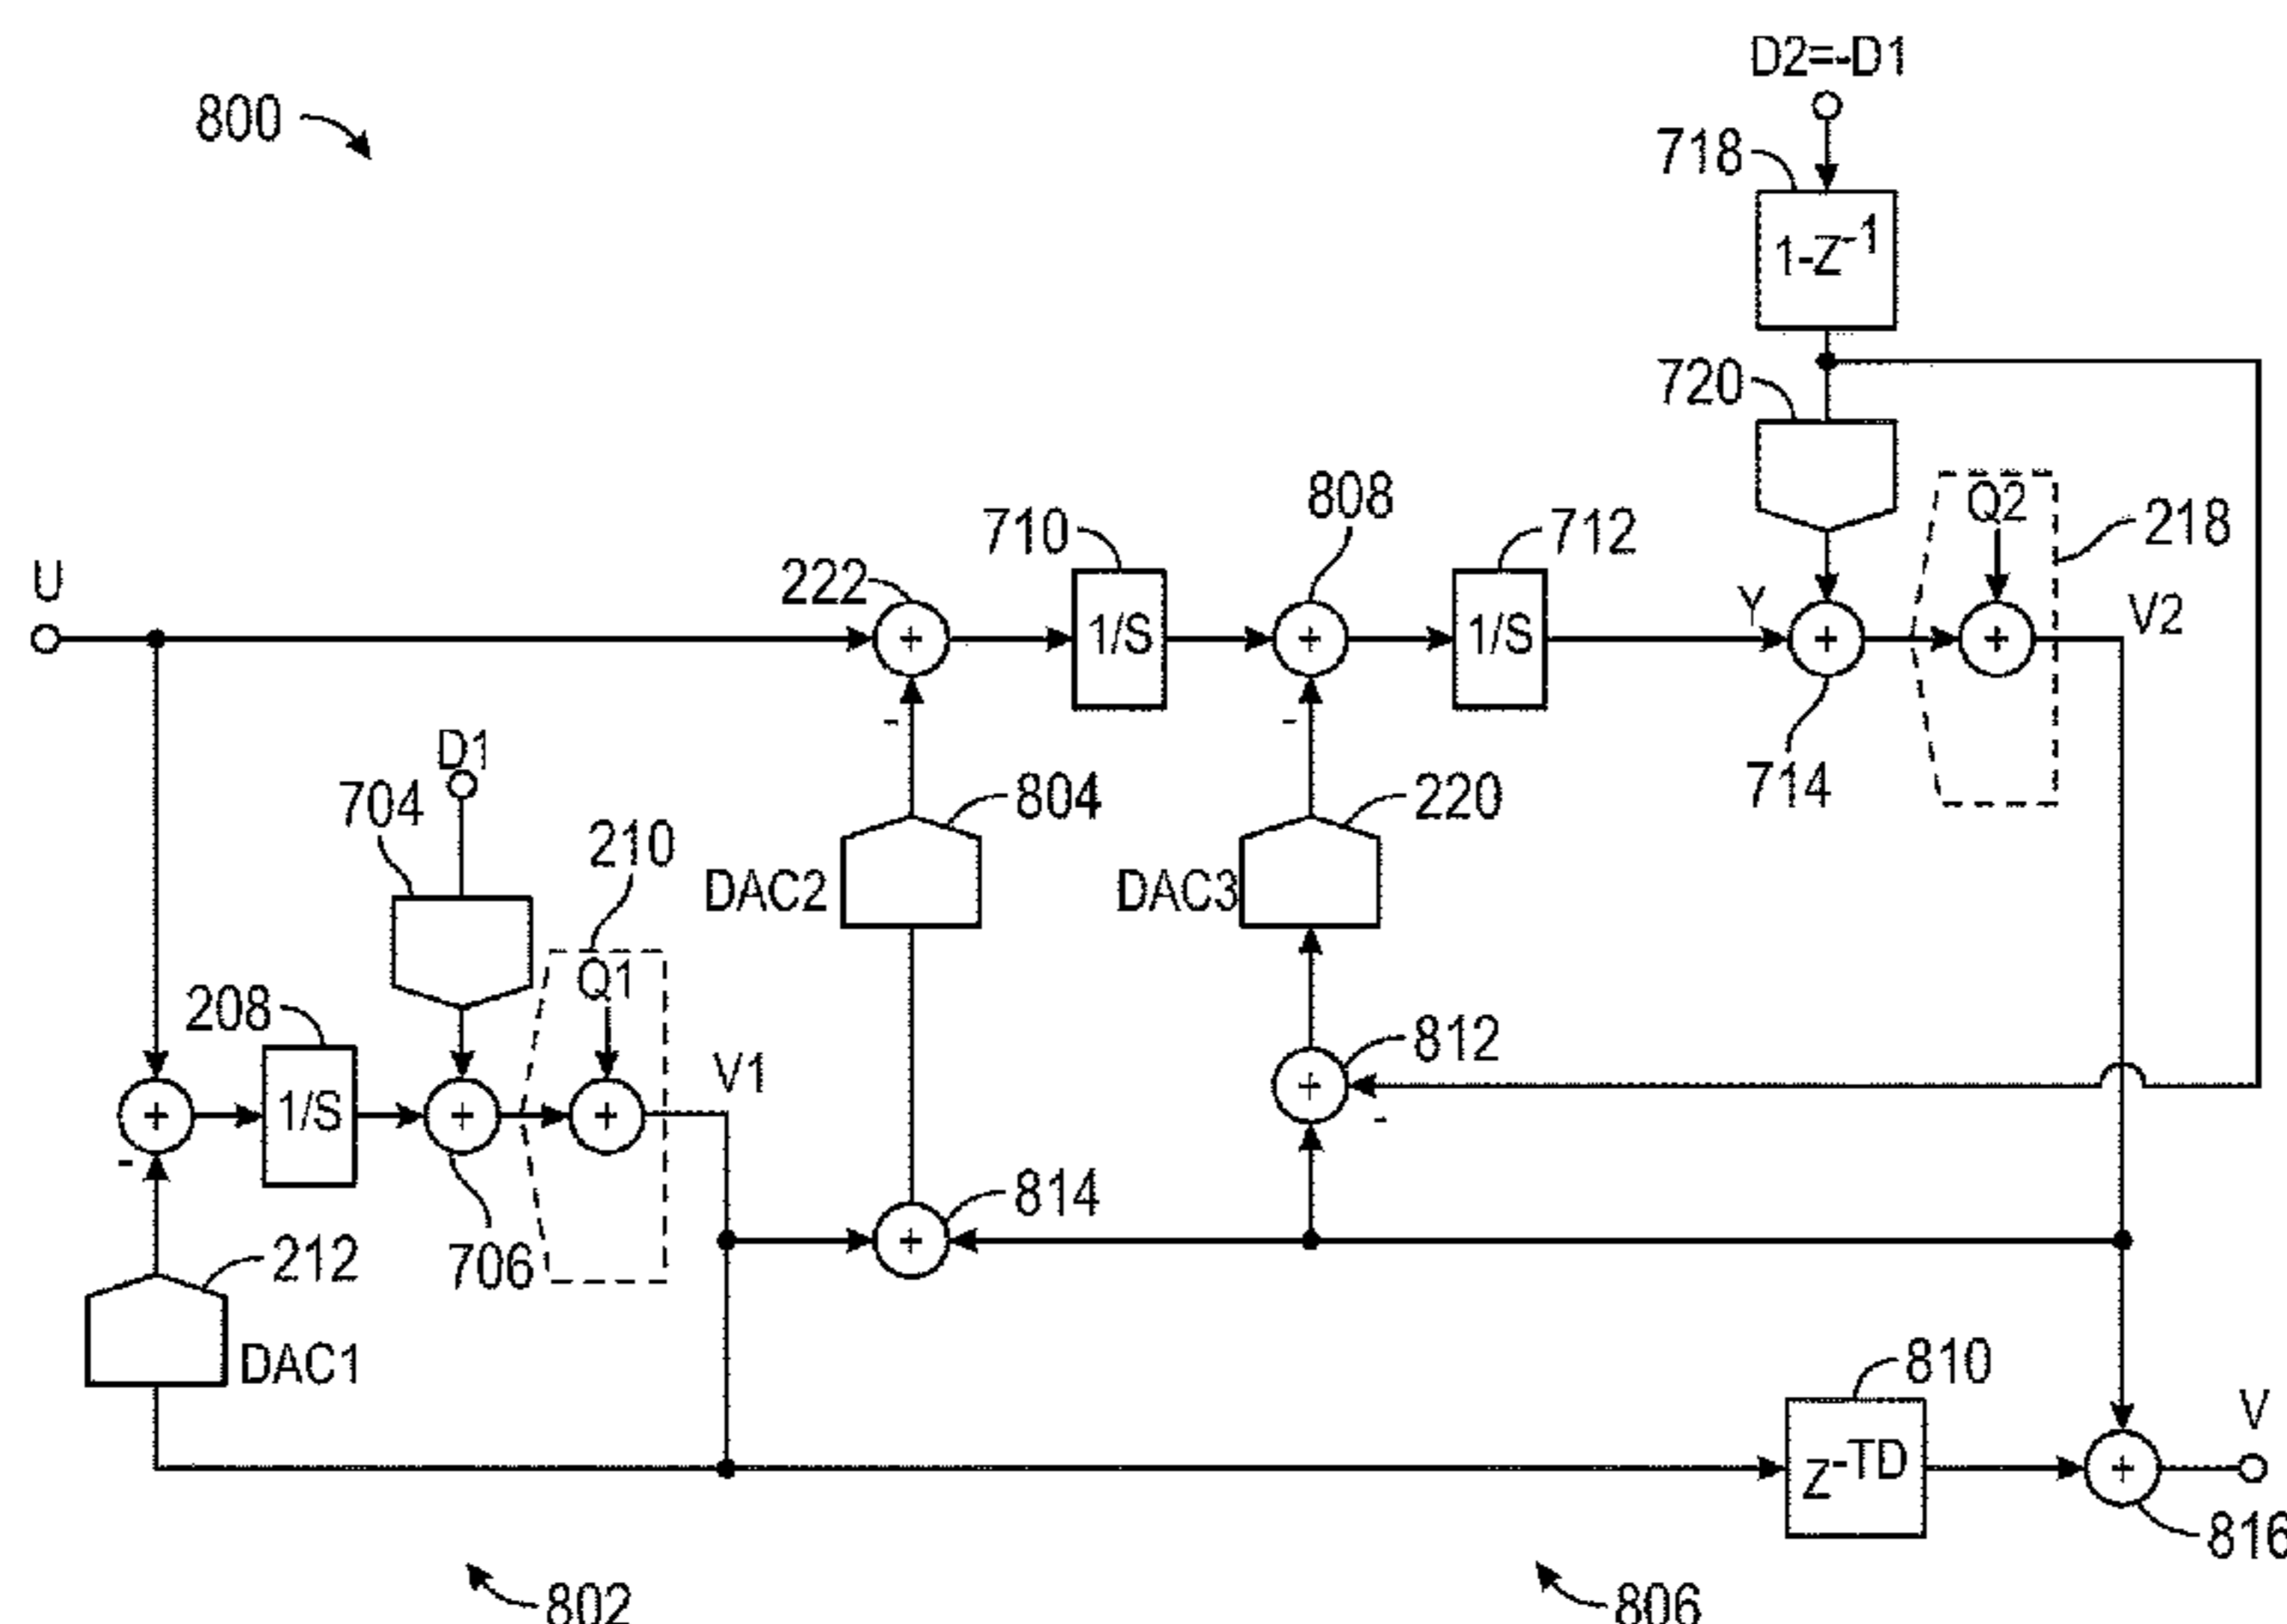 D2=-D1
800
718
1-Z-1
720
808
Q2
710
712
218
222
U
1/S
1/S
Y
V2
+
+
+
+
-
-
D1
704
804
220
714
210
DAC2
DAC3
Q1
208
V1
812
+
1/S
+
+
+
-
-
814
212
706
+
DAC1
810
V
Z-TD
+
816
802
806